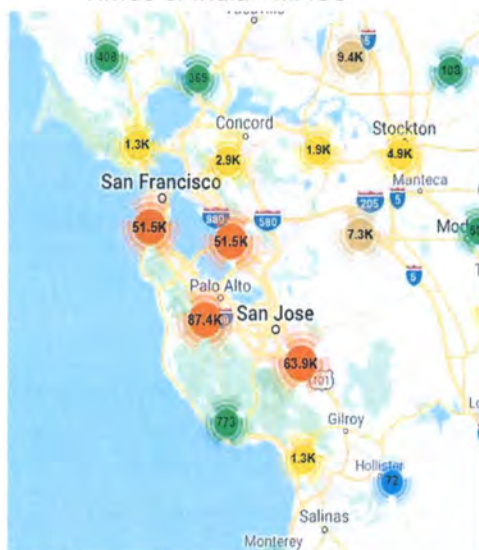 408
369
5
9.4K
103
Concord
Stockton
1.3K
2.9K
1.9K
4.9K
Manteca
San Francisco
205
5
51.5K
880
580
51.5K
7.3K
Mod
5
Palo Alto
87.4K
San Jose
63.9K
101
773
Gilroy
1.3K
Hollister
72
Salinas
Monterey